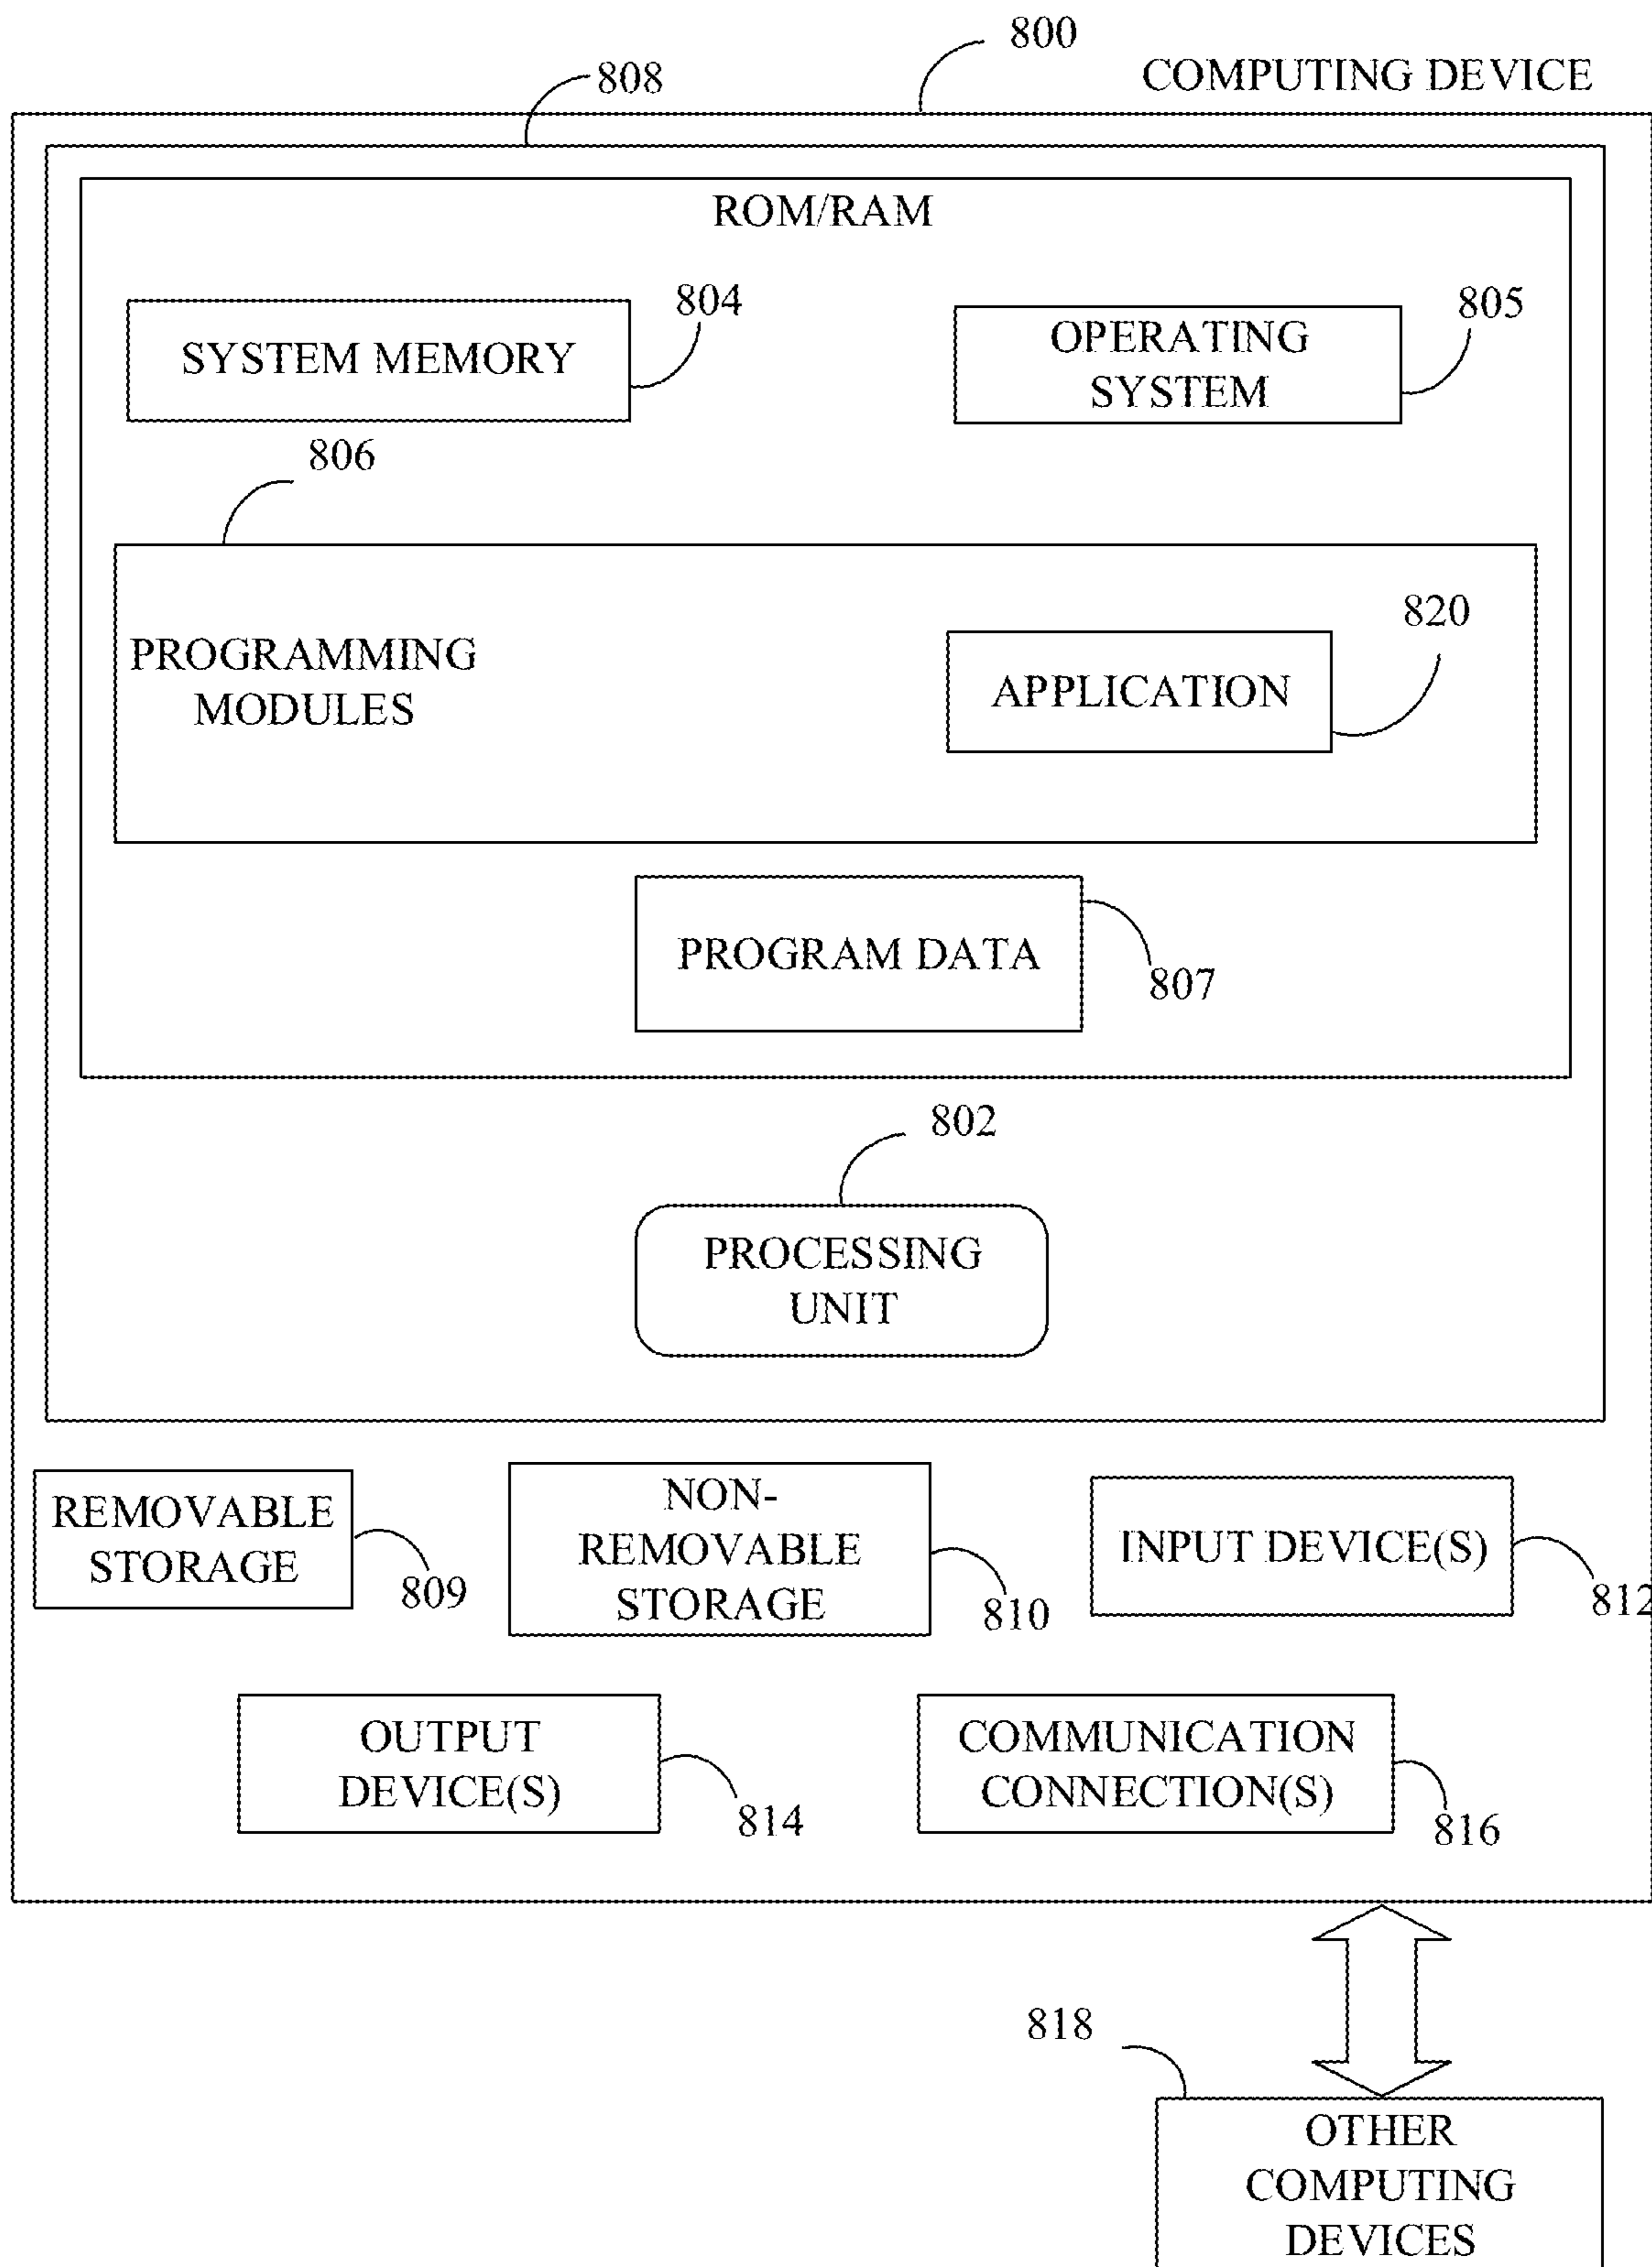 800
COMPUTING DEVICE
808
ROM/RAM
SYSTEM MEMORY
804
OPERATING
SYSTEM
805
806
PROGRAMMING
MODULES
APPLICATION
820
PROGRAM DATA
807
802
PROCESSING
UNIT
REMOVABLE
STORAGE
809
NON-
REMOVABLE
STORAGE
810
INPUT DEVICE(S)
812
OUTPUT
DEVICE(S)
814
COMMUNICATION
CONNECTION(S)
816
818
OTHER
COMPUTING
DEVICES